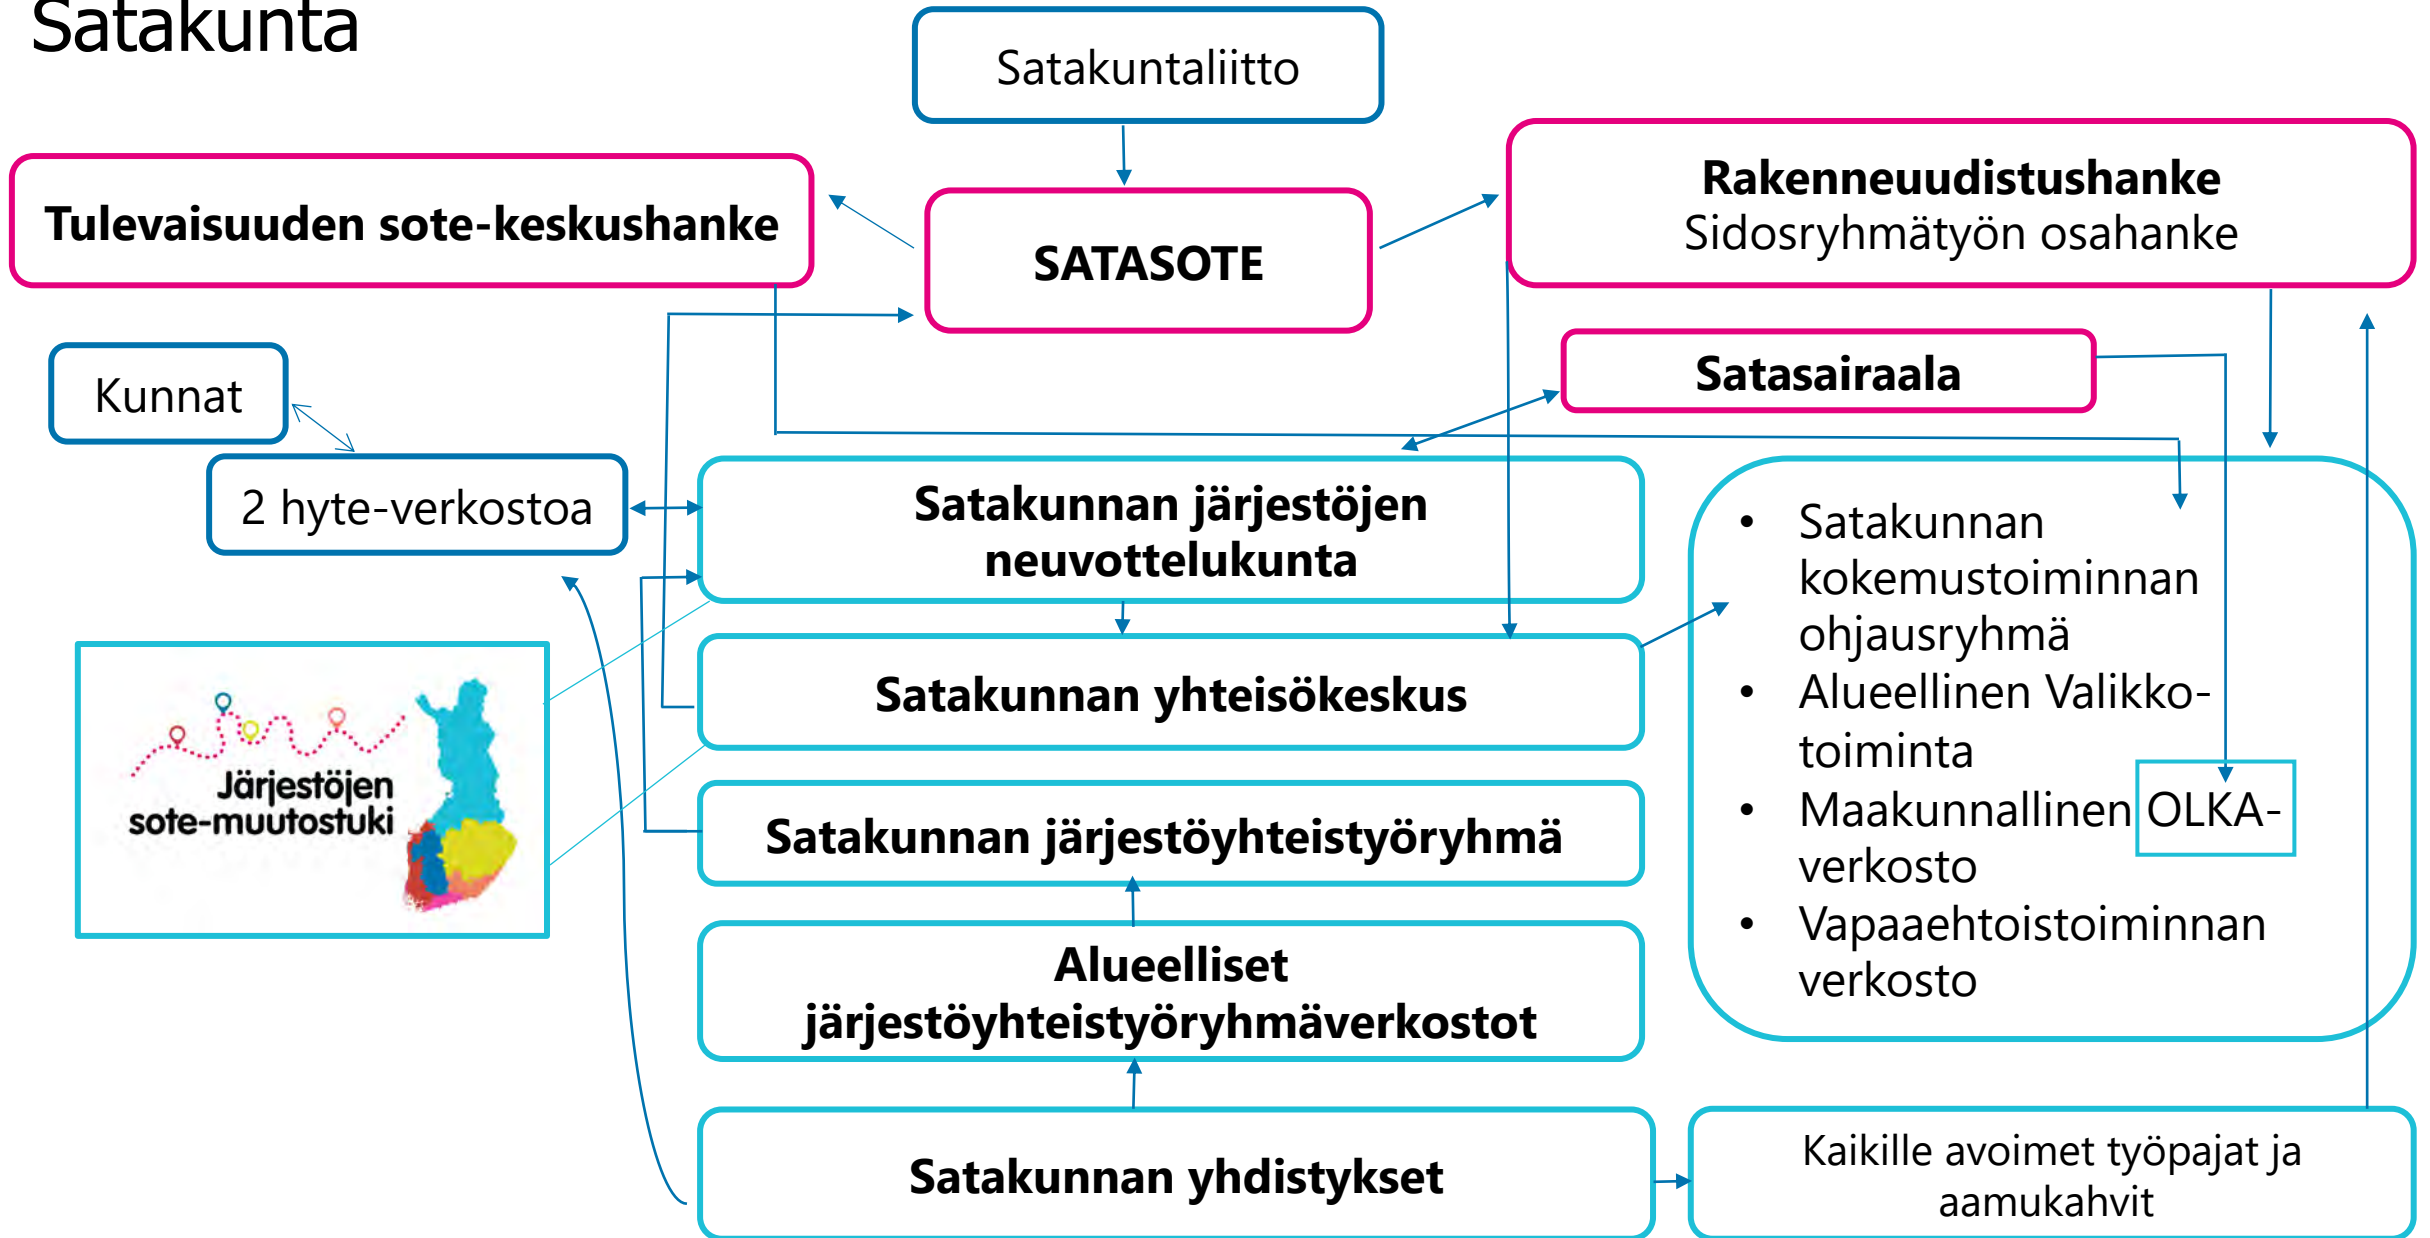 Satakunta
Satakuntaliitto
Tulevaisuuden sote-keskushanke
SATASOTE
Rakenneuudistushanke
Sidosryhmätyön osahanke
Satasairaala
Kunnat
2 hyte-verkostoa
Satakunnan järjestöjen
neuvottelukunta
Satakunnan yhteisökeskus
Järjestöjen
sote-muutostuki
Satakunnan järjestöyhteistyöryhmä
Alueelliset
järjestöyhteistyöryhmäverkostot
Satakunnan yhdistykset
• Satakunnan
kokemustoiminnan
ohjausryhmä
• Alueellinen Valikko-
toiminta
• Maakunnallinen OLKA-
verkosto
• Vapaaehtoistoiminnan
verkosto
Kaikille avoimet työpajat ja
aamukahvit